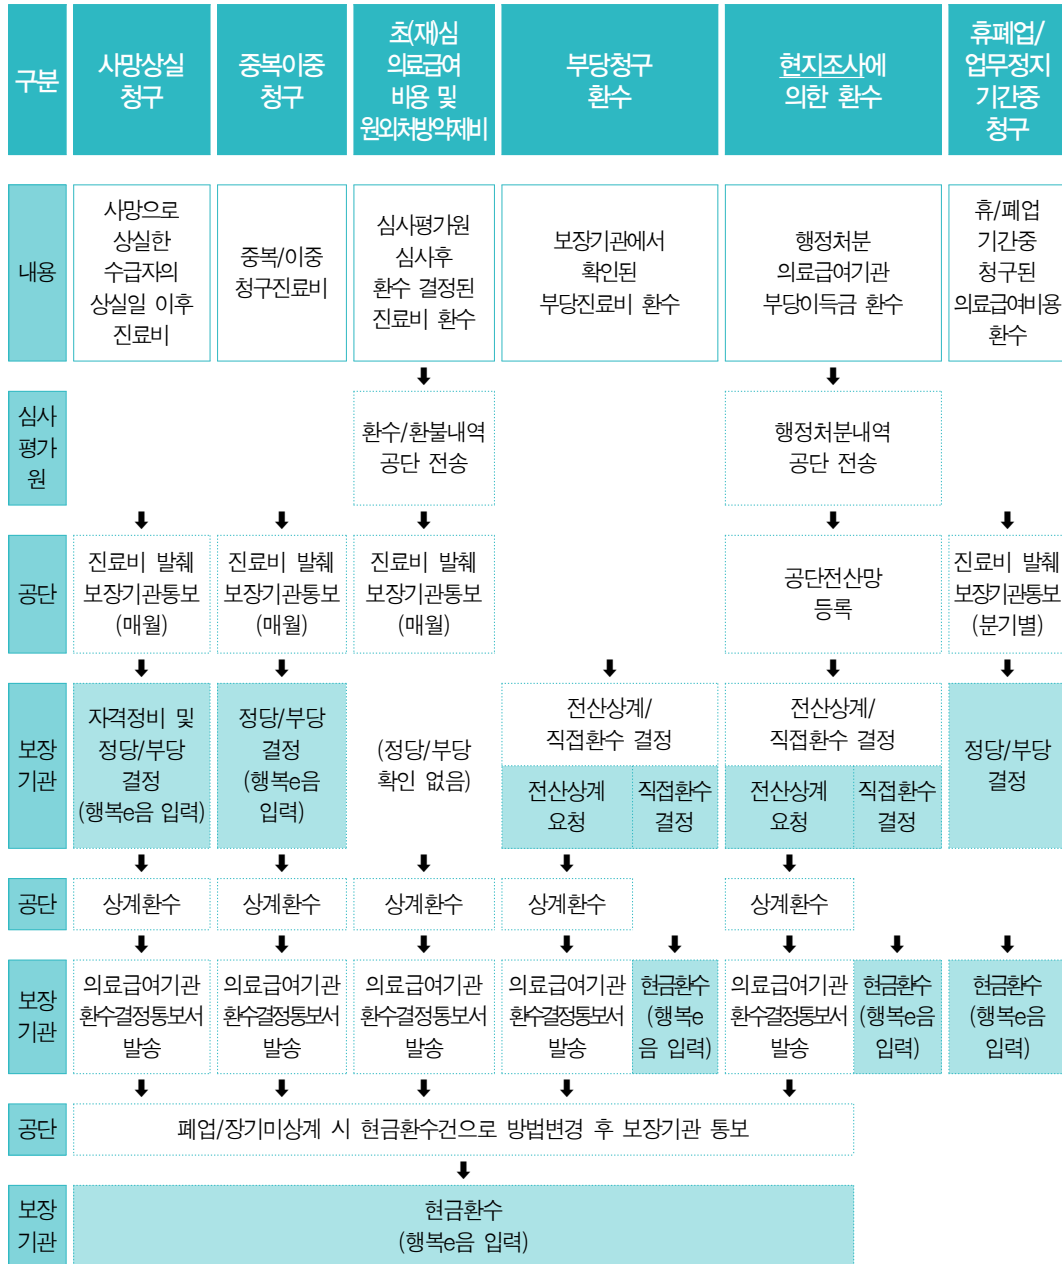 구분
사망상실
청구
중복이중
청구
초(재)심
의료급여
비용 및
원외처방약제비
부당청구
환수
현지조사에
의한 환수
휴폐업/
업무정지
기간중
청구
내용
사망으로
상실한
수급자의
상실일 이후
진료비
중복/이중
청구진료비
심사평가원
심사후
환수 결정된
진료비 환수
보장기관에서
확인된
부당진료비 환수
행정처분
의료급여기관
부당이득금 환수
휴/폐업
기간중
청구된
의료급여비용
환수
심사
평가
원
환수/환불내역
공단 전송
행정처분내역
공단 전송
공단
진료비 발췌
보장기관통보
(매월)
진료비 발췌
보장기관통보
(매월)
진료비 발췌
보장기관통보
(매월)
공단전산망
등록
진료비 발췌
보장기관통보
(분기별)
보장
기관
자격정비 및
정당/부당
결정
(행복e음 입력)
정당/부당
결정
(행복e음
입력)
(정당/부당
확인 없음)
전산상계/
직접환수 결정
전산상계
요청
직접환수
결정
전산상계/
직접환수 결정
전산상계
요청
직접환수
결정
정당/부당
결정
공단
상계환수
상계환수
상계환수
상계환수
상계환수
보장
기관
의료급여기관
환수결정통보서
발송
의료급여기관
환수결정통보서
발송
의료급여기관
환수결정통보서
발송
의료급여기관
환수결정통보서
발송
현금환수
(행복e
음 입력)
의료급여기관
환수결정통보서
발송
현금환수
(행복e음
입력)
현금환수
(행복e음
입력)
공단
폐업/장기미상계 시 현금환수건으로 방법변경 후 보장기관 통보
보장
기관
현금환수
(행복e음 입력)